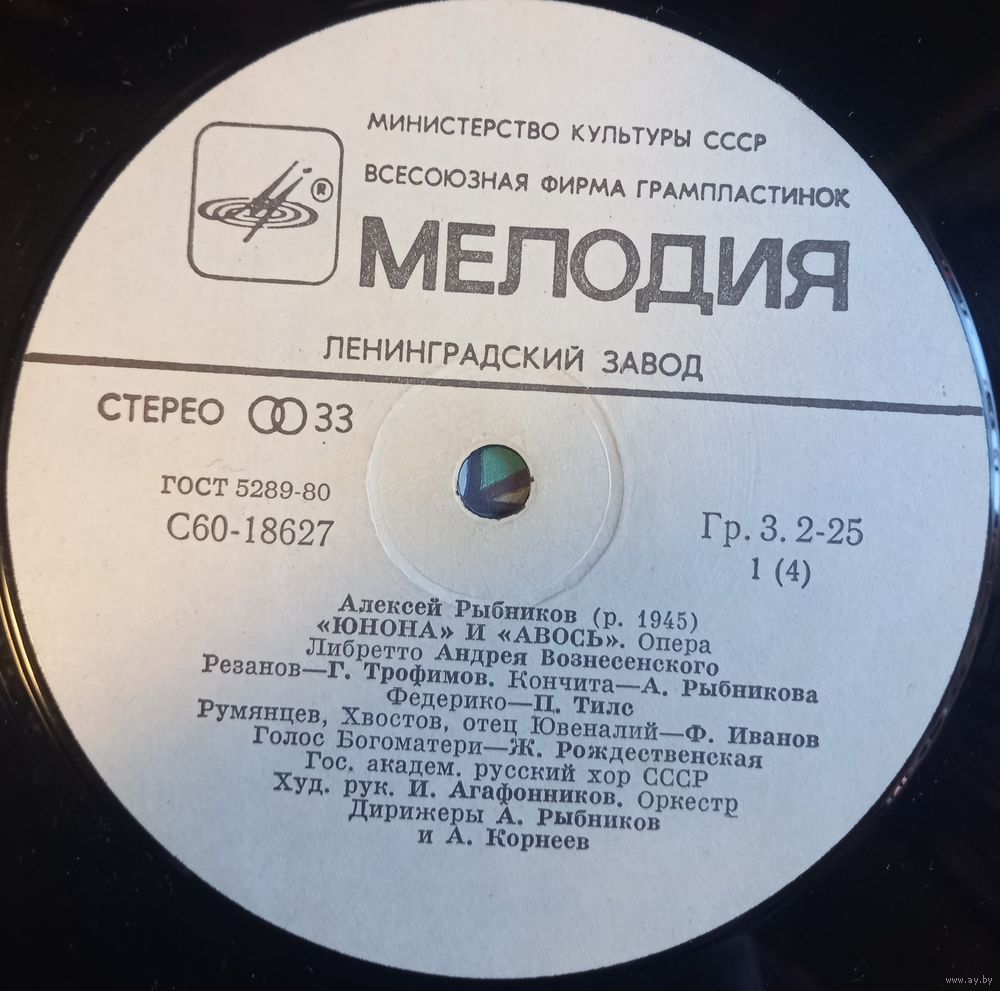 МИНИСТЕРСТВО КУЛЬТУРЫ СССР
ВСЕСОЮЗНАЯ ФИРМА ГРАМПЛАСТИНОК
®
МЕЛОДИЯ
ЛЕНИНГРАДСКИЙ ЗАВОД
СТЕРЕО 33
ГОСТ 5289-80
С60-18627
Гр. 3. 2-25
1 (4)
Алексей Рыбников (р. 1945)
«ЮНОНА» И «АВОСЬ». Опера
Либретто Андрея Вознесенского
Резанов—Г. Трофимов. Кончита—А. Рыбникова
Федерико—П. Тилс
Румянцев, Хвостов, отец Ювеналий—Ф. Иванов
Голос Богоматери—Ж. Рождественская
Гос. академ. русский хор СССР
Худ. рук. И. Агафонников. Оркестр
Дирижеры А. Рыбников
и А. Корнеев
www.ay.by